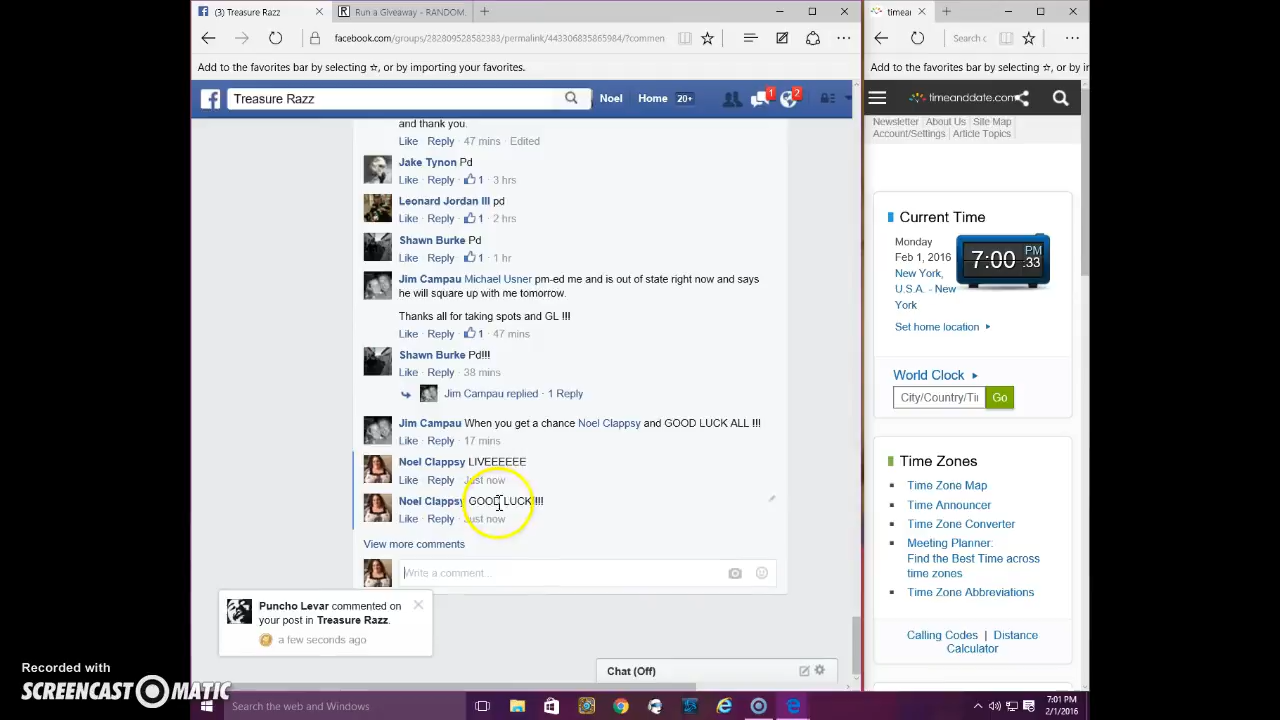 (3) Treasure Razz
Run a Giveaway - RANDOM.
timea
facebook.com/groups/282809528582383/permalink/443306835865984/?commen
Search o
Add to the favorites bar by selecting ☆, or by importing your favorites.
Add to the favorites bar by selecting ☆, or by in
Treasure Razz
Noel Home 20+
1
2
timeanddate.com
Newsletter About Us Site Map
Account/Settings Article Topics
and thank you.
Like Reply 47 mins · Edited
Jake Tynon Pd
Like · Reply · 1 · 3 hrs
Leonard Jordan III pd
Like · Reply · 1 · 2 hrs
Shawn Burke Pd
Like · Reply · 1 · 1 hr
Jim Campau Michael Usner pm-ed me and is out of state right now and says
he will square up with me tomorrow.
Thanks all for taking spots and GL !!!
Like · Reply · 1 · 47 mins
Shawn Burke Pd!!!
Like · Reply · 38 mins
Jim Campau replied · 1 Reply
Jim Campau When you get a chance Noel Clappsy and GOOD LUCK ALL !!!
Like · Reply · 17 mins
Noel Clappsy LIVEEEEEE
Like · Reply · Just now
Noel Clappsy GOOD LUCK!!!!
Like · Reply · Just now
View more comments
Write a comment...
Puncho Levar commented on
your post in Treasure Razz.
a few seconds ago
Chat (Off)
Current Time
Monday
Feb 1, 2016
New York,
U.S.A. - New
York
7:00 PM :33
Set home location
World Clock
City/Country/Ti Go
Time Zones
Time Zone Map
Time Announcer
Time Zone Converter
Meeting Planner:
Find the Best Time across
time zones
Time Zone Abbreviations
Calling Codes | Distance
Calculator
Recorded with
SCREENCAST MATIC
Search the web and Windows
7:01 PM
2/1/2016